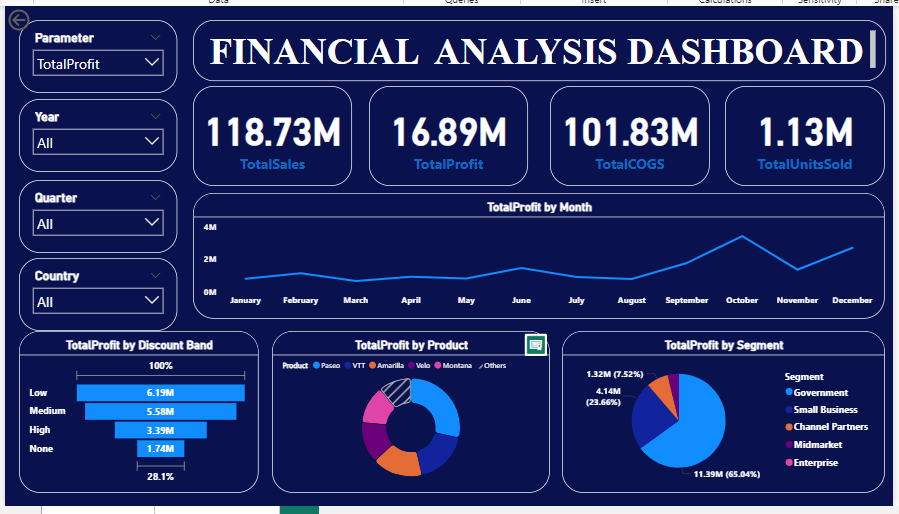 Data Queries Insert Calculations Sensitivity Share
Parameter
TotalProfit
Year
All
Quarter
All
Country
All
FINANCIAL ANALYSIS DASHBOARD
118.73M
TotalSales
16.89M
TotalProfit
101.83M
TotalCOGS
1.13M
TotalUnitsSold
TotalProfit by Month
4M
2M
0M
January February March April May June July August September October November December
TotalProfit by Discount Band
100%
Low 6.19M
Medium 5.58M
High 3.39M
None 1.74M
28.1%
TotalProfit by Product
Product Paseo VTT Amarilla Velo Montana Others
TotalProfit by Segment
1.32M (7.52%)
4.14M
(23.66%)
11.39M (65.04%)
Segment
Government
Small Business
Channel Partners
Midmarket
Enterprise